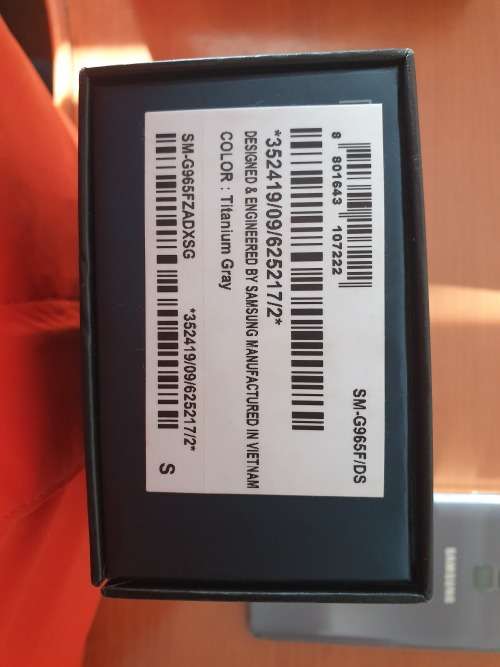 SM-G965F/DS
8 801643 107222
*352419/09/625217/2*
DESIGNED & ENGINEERED BY SAMSUNG MANUFACTURED IN VIETNAM
COLOR : Titanium Gray
SM-G965FZADXSG
*352419/09/625217/2*
S
SAMSUNG